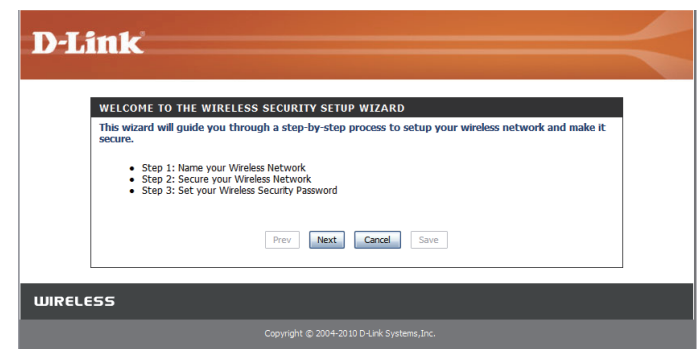 D-Link
WELCOME TO THE WIRELESS SECURITY SETUP WIZARD
This wizard will guide you through a step-by-step process to setup your wireless network and make it
secure.
• Step 1: Name your Wireless Network
• Step 2: Secure your Wireless Network
• Step 3: Set your Wireless Security Password
Prev Next Cancel Save
WIRELESS
Copyright © 2004-2010 D-Link Systems,Inc.